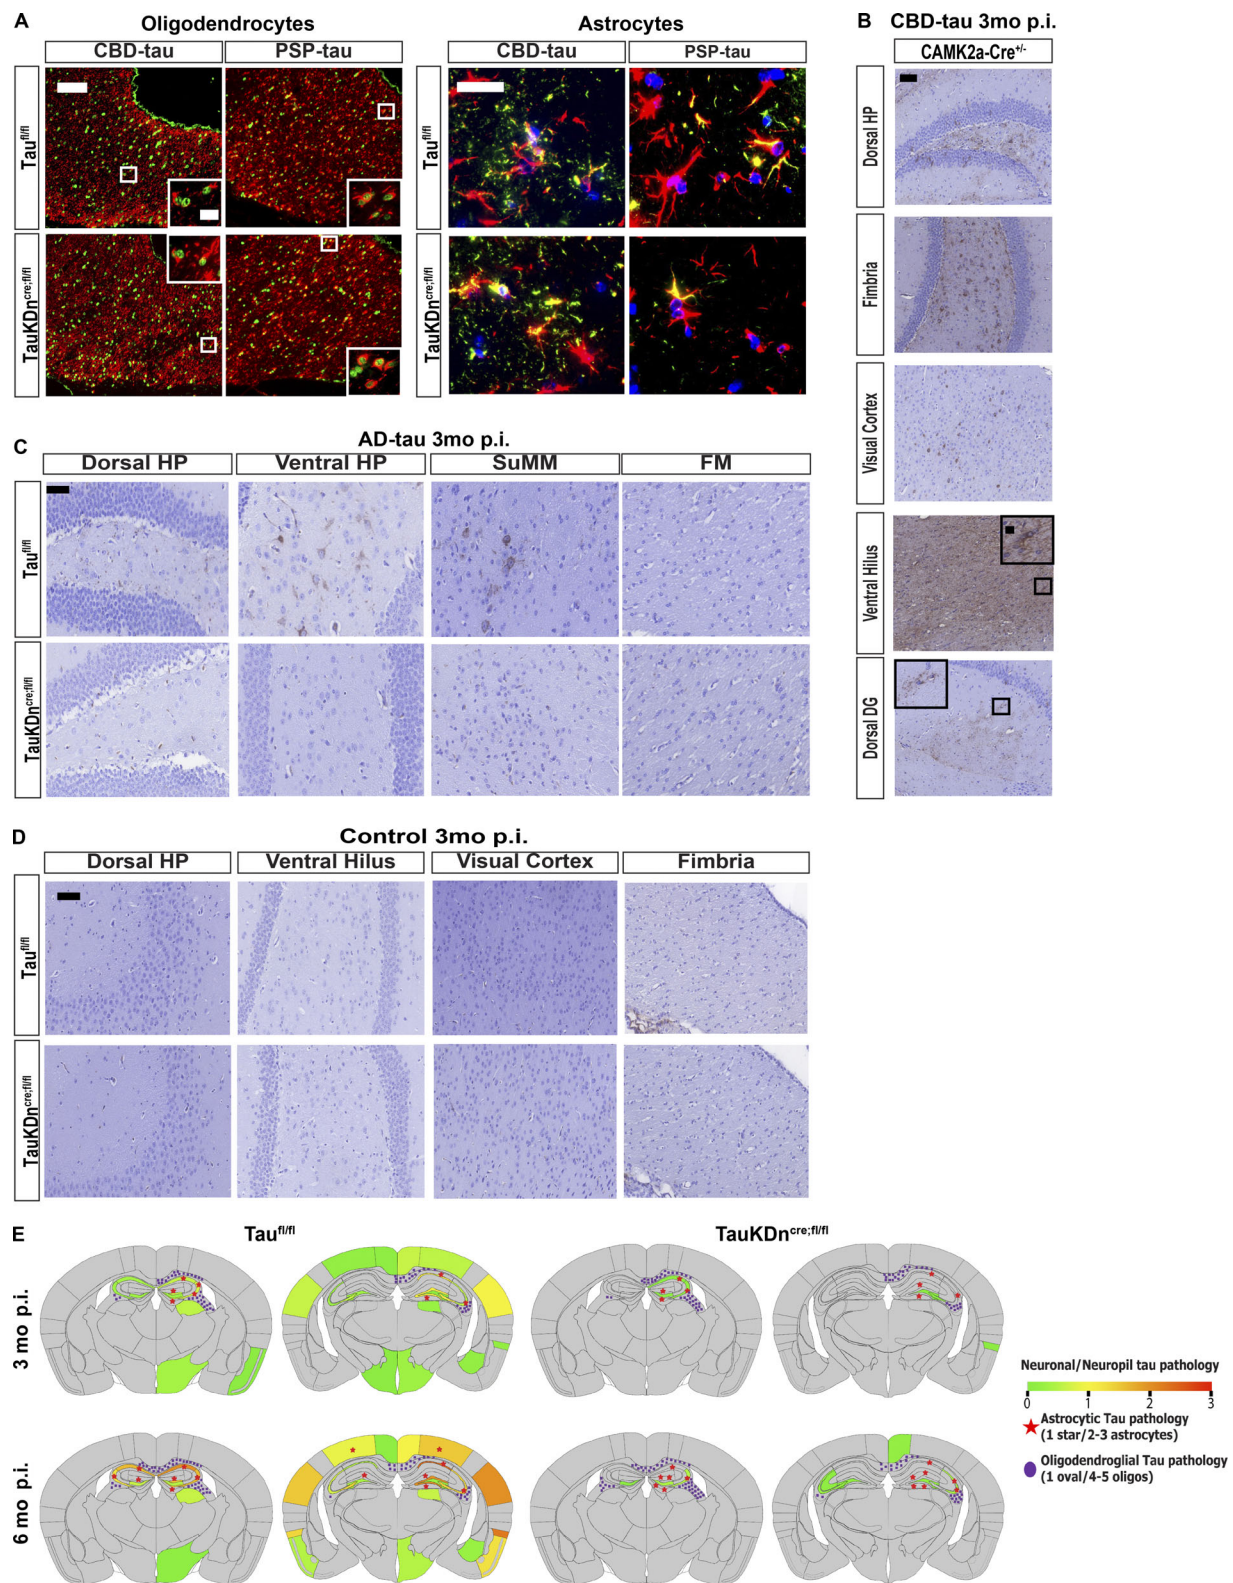 A
Oligodendrocytes
Astrocytes
CBD-tau
PSP-tau
CBD-tau
PSP-tau
Tau^fl/fl
TauKDn^cre;fl/fl
Tau^fl/fl
TauKDn^cre;fl/fl
B
CBD-tau 3mo p.i.
CAMK2a-Cre^+/-
Dorsal HP
Fimbria
Visual Cortex
Ventral Hilus
Dorsal DG
C
AD-tau 3mo p.i.
Dorsal HP
Ventral HP
SuMM
FM
Tau^fl/fl
TauKDn^cre;fl/fl
D
Control 3mo p.i.
Dorsal HP
Ventral Hilus
Visual Cortex
Fimbria
Tau^fl/fl
TauKDn^cre;fl/fl
E
Tau^fl/fl
TauKDn^cre;fl/fl
3 mo p.i.
6 mo p.i.
Neuronal/Neuropil tau pathology
0 1 2 3
Astrocytic Tau pathology
(1 star/2-3 astrocytes)
Oligodendroglial Tau pathology
(1 oval/4-5 oligos)